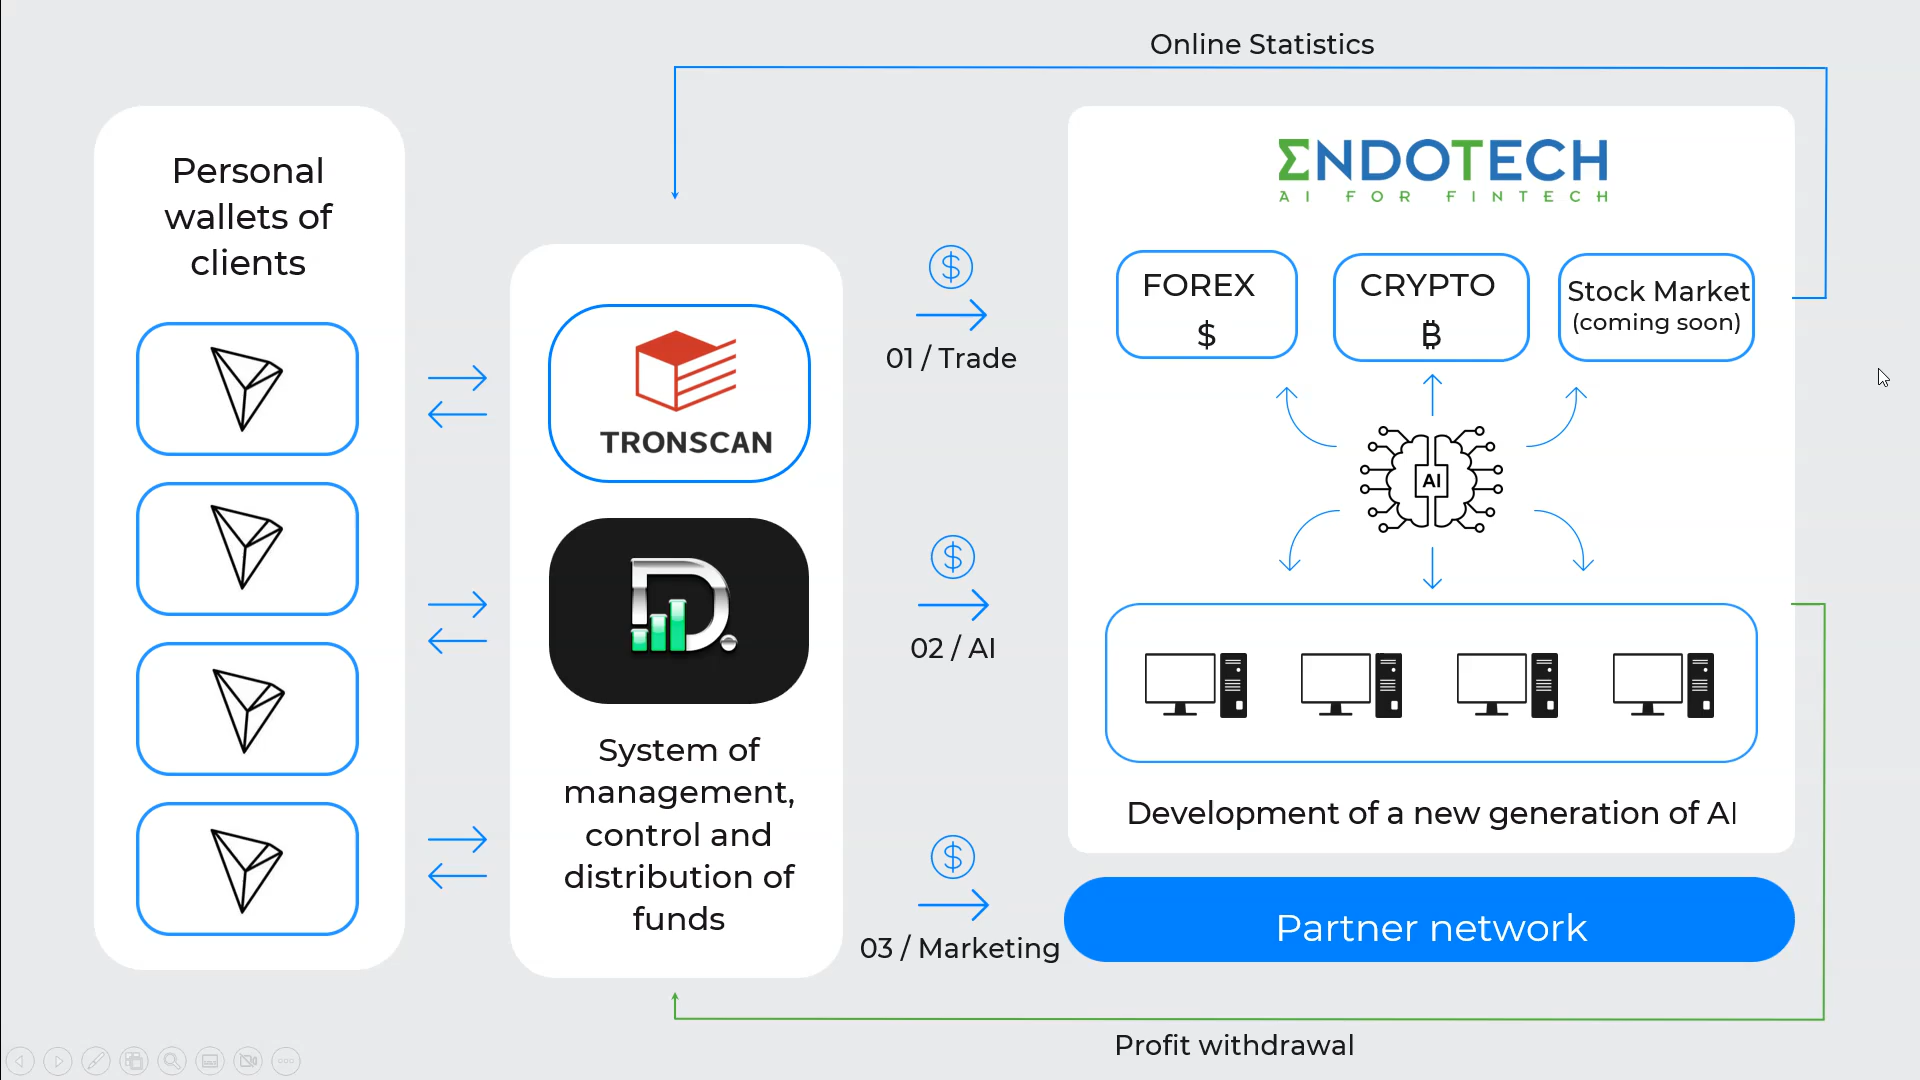 Online Statistics
Personal
wallets of
clients
TRONSCAN
D.
System of
management,
control and
distribution of
funds
$
01 / Trade
$
02 / AI
$
03 / Marketing
ΣNDOTECH
AI FOR FINTECH
FOREX
$
CRYPTO
₿
Stock Market
(coming soon)
AI
Development of a new generation of AI
Partner network
Profit withdrawal